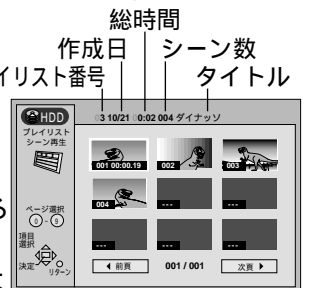 総時間
作成日 シーン数
イリスト番号 タイトル
HDD
03 10/21 00:02 004 ダイナッソ
プレイリスト
シーン再生
001 00:00.19 002 003
004 --- ---
--- --- ---
る
ページ選択
0 - 9
項目
選択
決定 リターン
前頁 001 / 001 次頁